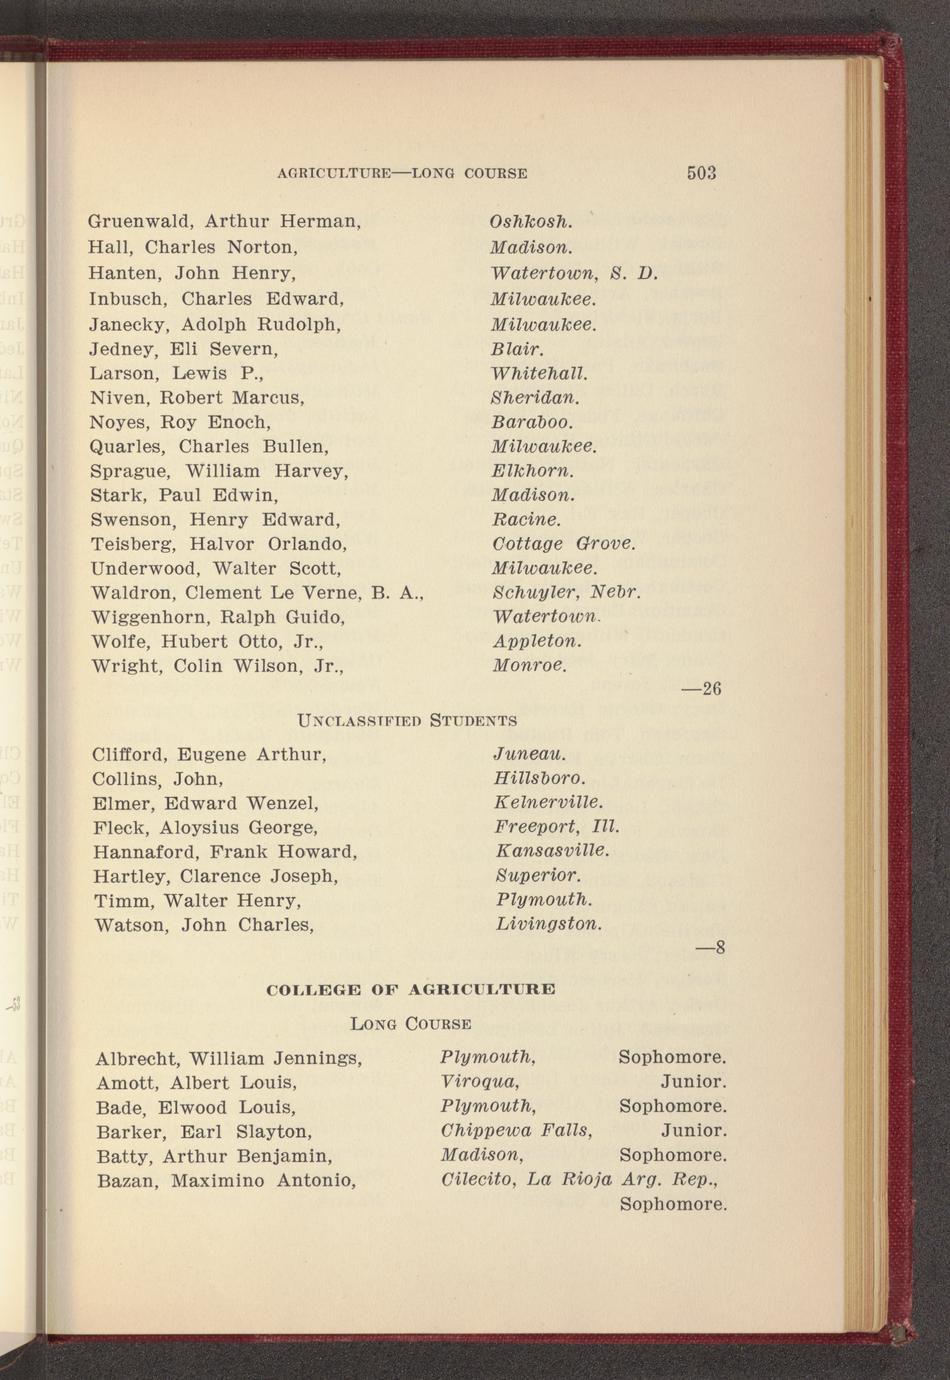 AGRICULTURE—LONG COURSE 503
Gruenwald, Arthur Herman, Oshkosh.
Hall, Charles Norton, Madison.
Hanten, John Henry, Watertown, S. D.
Inbusch, Charles Edward, Milwaukee.
Janecky, Adolph Rudolph, Milwaukee.
Jedney, Eli Severn, Blair.
Larson, Lewis P., Whitehall.
Niven, Robert Marcus, Sheridan.
Noyes, Roy Enoch, Baraboo.
Quarles, Charles Bullen, Milwaukee.
Sprague, William Harvey, Elkhorn.
Stark, Paul Edwin, Madison.
Swenson, Henry Edward, Racine.
Teisberg, Halvor Orlando, Cottage Grove.
Underwood, Walter Scott, Milwaukee.
Waldron, Clement Le Verne, B. A., Schuyler, Nebr.
Wiggenhorn, Ralph Guido, Watertown.
Wolfe, Hubert Otto, Jr., Appleton.
Wright, Colin Wilson, Jr., Monroe.
—26
UNCLASSIFIED STUDENTS
Clifford, Eugene Arthur, Juneau.
Collins, John, Hillsboro.
Elmer, Edward Wenzel, Kelnerville.
Fleck, Aloysius George, Freeport, Ill.
Hannaford, Frank Howard, Kansasville.
Hartley, Clarence Joseph, Superior.
Timm, Walter Henry, Plymouth.
Watson, John Charles, Livingston.
—8
COLLEGE OF AGRICULTURE
LONG COURSE
Albrecht, William Jennings, Plymouth, Sophomore.
Amott, Albert Louis, Viroqua, Junior.
Bade, Elwood Louis, Plymouth, Sophomore.
Barker, Earl Slayton, Chippewa Falls, Junior.
Batty, Arthur Benjamin, Madison, Sophomore.
Bazan, Maximino Antonio, Cilecito, La Rioja Arg. Rep.,
Sophomore.